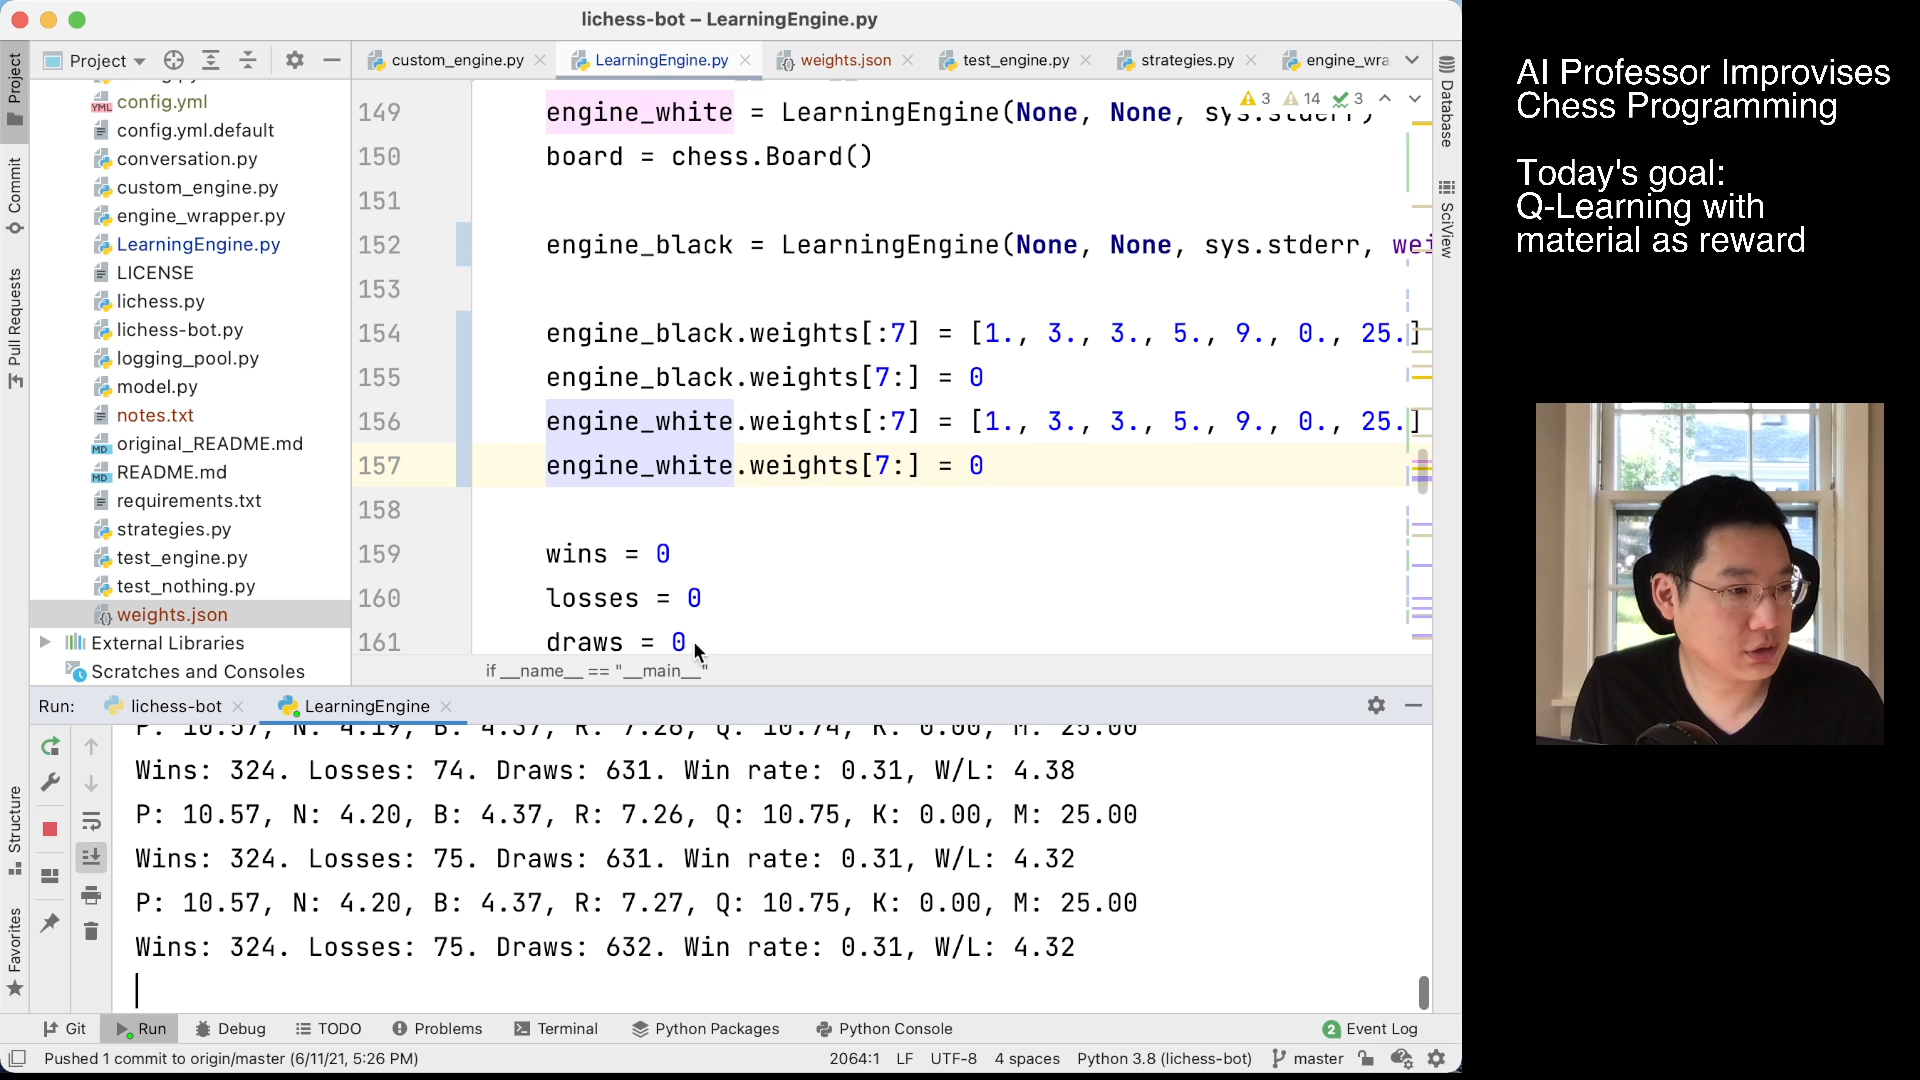 lichess-bot – LearningEngine.py
Project
custom_engine.py
LearningEngine.py
weights.json
test_engine.py
strategies.py
engine_wra
Project
Commit
Pull Requests
Structure
Favorites
Database
SciView
config.yml
config.yml.default
conversation.py
custom_engine.py
engine_wrapper.py
LearningEngine.py
LICENSE
lichess.py
lichess-bot.py
logging_pool.py
model.py
notes.txt
original_README.md
README.md
requirements.txt
strategies.py
test_engine.py
test_nothing.py
weights.json
External Libraries
Scratches and Consoles
3 14 3
149 engine_white = LearningEngine(None, None, sys.stderr)
150 board = chess.Board()
151
152 engine_black = LearningEngine(None, None, sys.stderr, wei
153
154 engine_black.weights[:7] = [1., 3., 3., 5., 9., 0., 25.]
155 engine_black.weights[7:] = 0
156 engine_white.weights[:7] = [1., 3., 3., 5., 9., 0., 25.]
157 engine_white.weights[7:] = 0
158
159 wins = 0
160 losses = 0
161 draws = 0
if __name__ == "__main__"
Run: lichess-bot LearningEngine
P: 10.57, N: 4.19, B: 4.37, R: 7.26, Q: 10.74, K: 0.00, M: 25.00
Wins: 324. Losses: 74. Draws: 631. Win rate: 0.31, W/L: 4.38
P: 10.57, N: 4.20, B: 4.37, R: 7.26, Q: 10.75, K: 0.00, M: 25.00
Wins: 324. Losses: 75. Draws: 631. Win rate: 0.31, W/L: 4.32
P: 10.57, N: 4.20, B: 4.37, R: 7.27, Q: 10.75, K: 0.00, M: 25.00
Wins: 324. Losses: 75. Draws: 632. Win rate: 0.31, W/L: 4.32
Git Run Debug TODO Problems Terminal Python Packages Python Console 2 Event Log
Pushed 1 commit to origin/master (6/11/21, 5:26 PM) 2064:1 LF UTF-8 4 spaces Python 3.8 (lichess-bot) master
AI Professor Improvises
Chess Programming
Today's goal:
Q-Learning with
material as reward